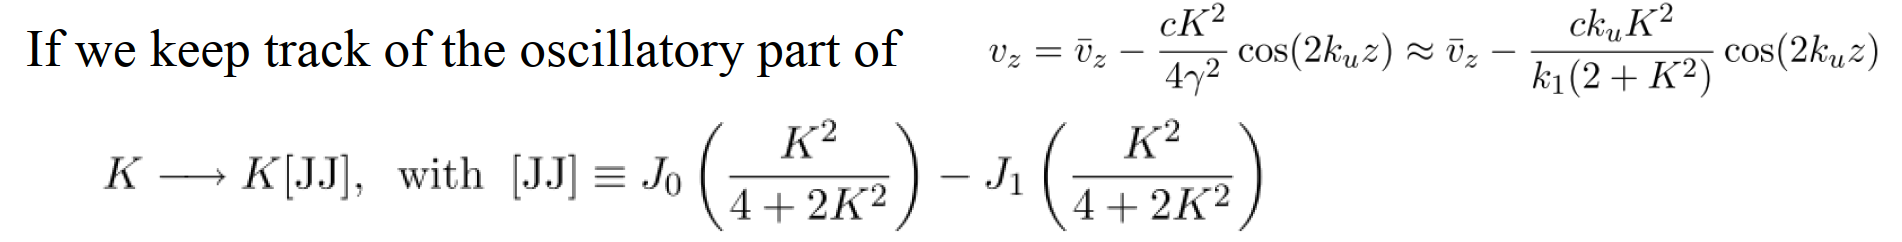 If we keep track of the oscillatory part of $v_z = \bar{v}_z - \frac{cK^2}{4\gamma^2} \cos(2k_u z) \approx \bar{v}_z - \frac{ck_u K^2}{k_1(2 + K^2)} \cos(2k_u z)$
$K \longrightarrow K[\mathrm{JJ}], \text{ with } [\mathrm{JJ}] \equiv J_0 \left( \frac{K^2}{4 + 2K^2} \right) - J_1 \left( \frac{K^2}{4 + 2K^2} \right)$